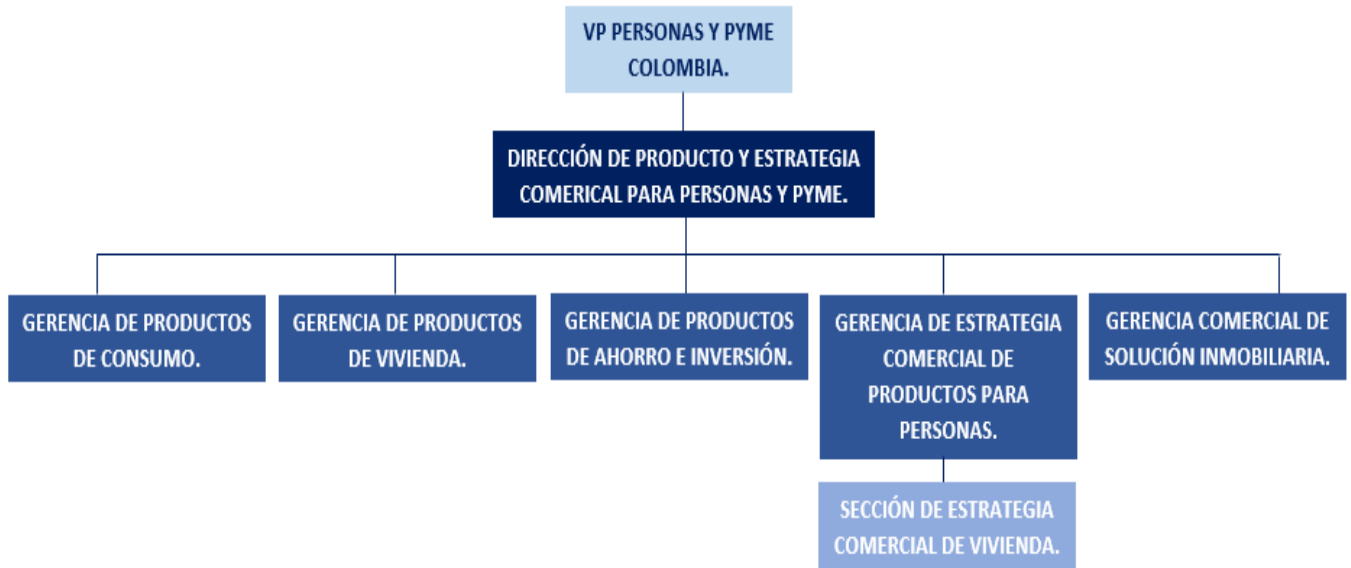 VP PERSONAS Y PYME
COLOMBIA.
DIRECCIÓN DE PRODUCTO Y ESTRATEGIA
COMERICAL PARA PERSONAS Y PYME.
GERENCIA DE PRODUCTOS
DE CONSUMO.
GERENCIA DE PRODUCTOS
DE VIVIENDA.
GERENCIA DE PRODUCTOS
DE AHORRO E INVERSIÓN.
GERENCIA DE ESTRATEGIA
COMERCIAL DE
PRODUCTOS PARA
PERSONAS.
GERENCIA COMERCIAL DE
SOLUCIÓN INMOBILIARIA.
SECCIÓN DE ESTRATEGIA
COMERCIAL DE VIVIENDA.